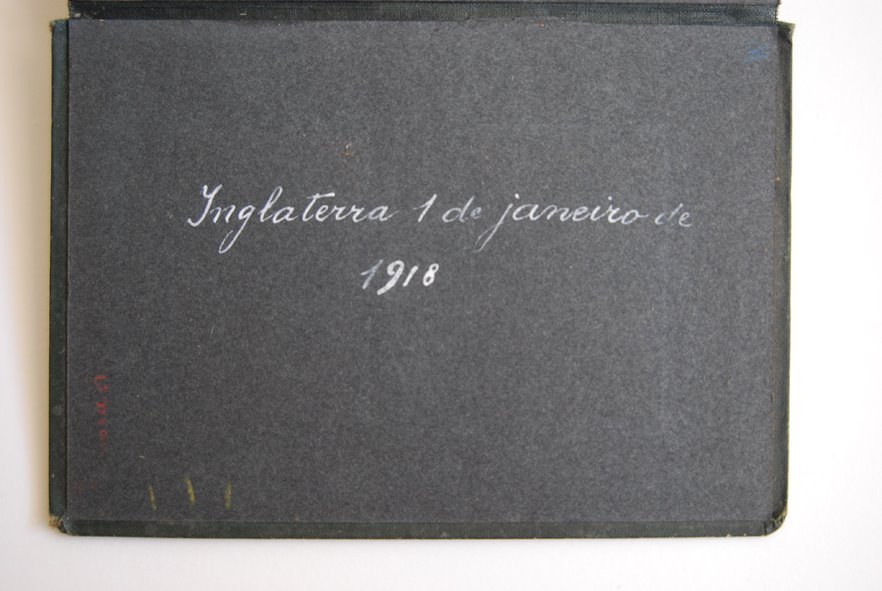 Inglaterra 1 de janeiro de
1918